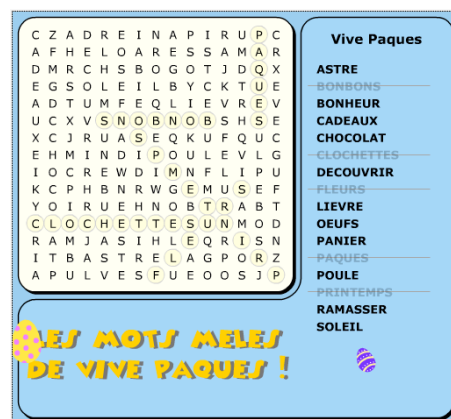 C Z A D R E I N A P I R U P C
A F H E L O A R E S S A M A R
D M R C H S B O G O T J D Q X
E G S O L E I L B Y C K T U E
A D T U M F E Q L I E V R E V
U C X V S N O B N O B S H S E
X C J R U A S E Q K U F Q U C
E H M I N D I P O U L E V L G
I O C R E W D I M N F L I P U
K C P H B N R W G E M U S E F
Y O I R U E H N O B T R A B T
C L O C H E T T E S U N M O D
R A M J A S I H L E Q R I S N
I T B A S T R E L A G P O R Z
A P U L V E S F U E O O S J P
Vive Paques
ASTRE
BONBONS
BONHEUR
CADEAUX
CHOCOLAT
CLOCHETTES
DECOUVRIR
FLEURS
LIEVRE
OEUFS
PANIER
PAQUES
POULE
PRINTEMPS
RAMASSER
SOLEIL
LES MOTS MELES
DE VIVE PAQUES !